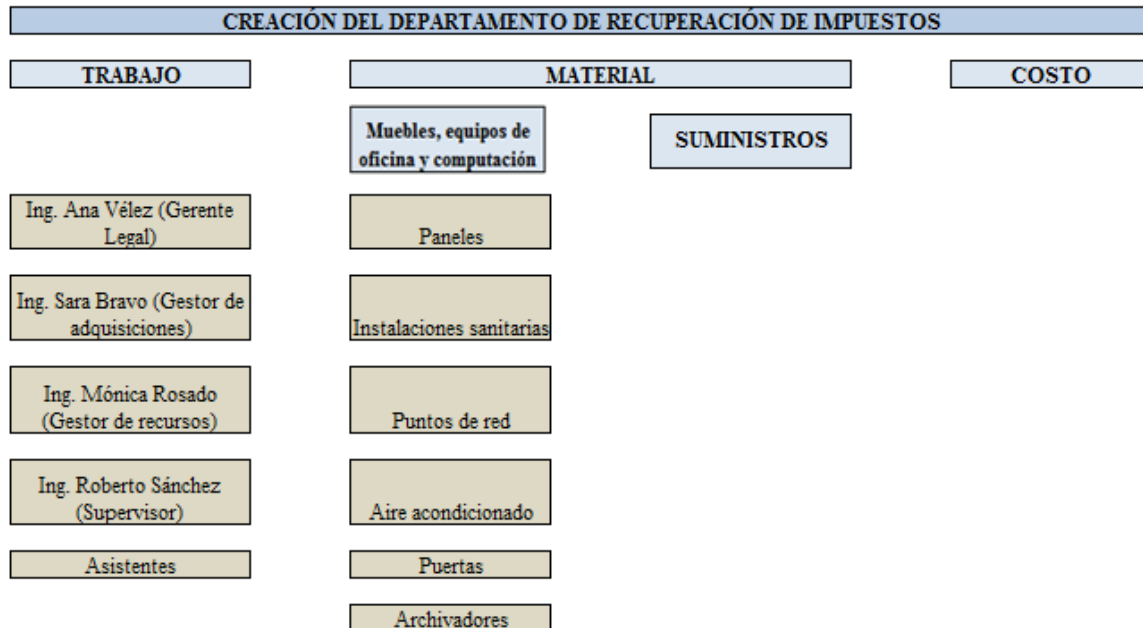 CREACIÓN DEL DEPARTAMENTO DE RECUPERACIÓN DE IMPUESTOS
TRABAJO
MATERIAL
COSTO
Muebles, equipos de
oficina y computación
SUMINISTROS
Ing. Ana Vélez (Gerente
Legal)
Paneles
Ing. Sara Bravo (Gestor de
adquisiciones)
Instalaciones sanitarias
Ing. Mónica Rosado
(Gestor de recursos)
Puntos de red
Ing. Roberto Sánchez
(Supervisor)
Aire acondicionado
Asistentes
Puertas
Archivadores